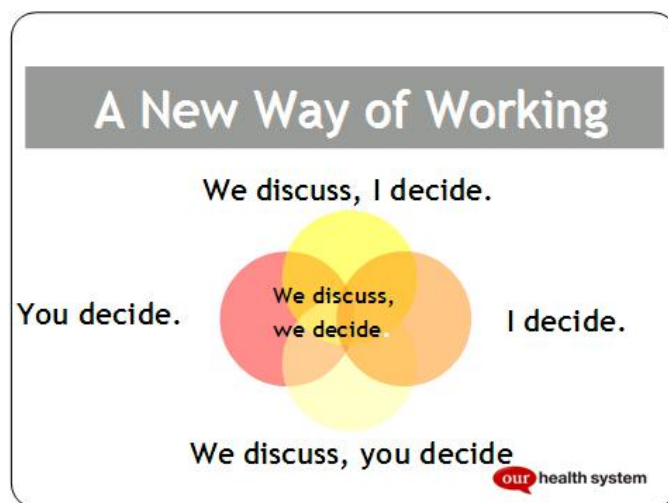 A New Way of Working
We discuss, I decide.
We discuss,
we decide.
You decide.
I decide.
We discuss, you decide
our health system